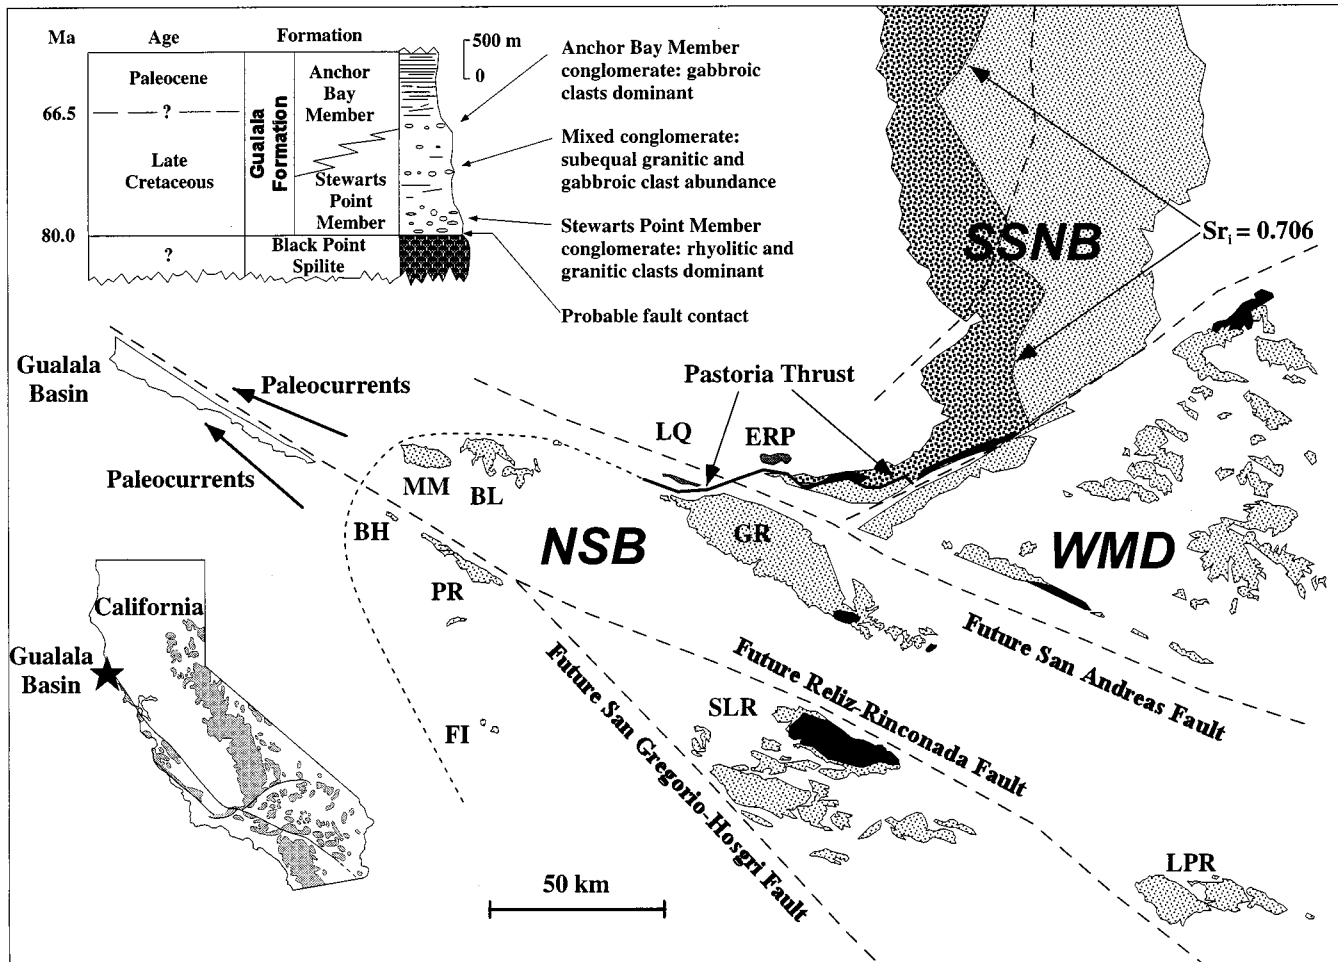 Ma Age Formation
500 m
0
Paleocene
Anchor
Bay
Member
66.5
?
Gualala
Formation
Late
Cretaceous
Stewarts
Point
Member
80.0
?
Black Point
Spilite
Anchor Bay Member
conglomerate: gabbroic
clasts dominant
Mixed conglomerate:
subequal granitic and
gabbroic clast abundance
Stewarts Point Member
conglomerate: rhyolitic and
granitic clasts dominant
Probable fault contact
SSNB
Sri = 0.706
Gualala
Basin
Paleocurrents
Paleocurrents
Pastoria Thrust
LQ
ERP
MM
BL
BH
NSB
GR
WMD
PR
FI
SLR
LPR
Future San Andreas Fault
Future Reliz-Rinconada Fault
Future San Gregorio-Hosgri Fault
California
Gualala
Basin
50 km